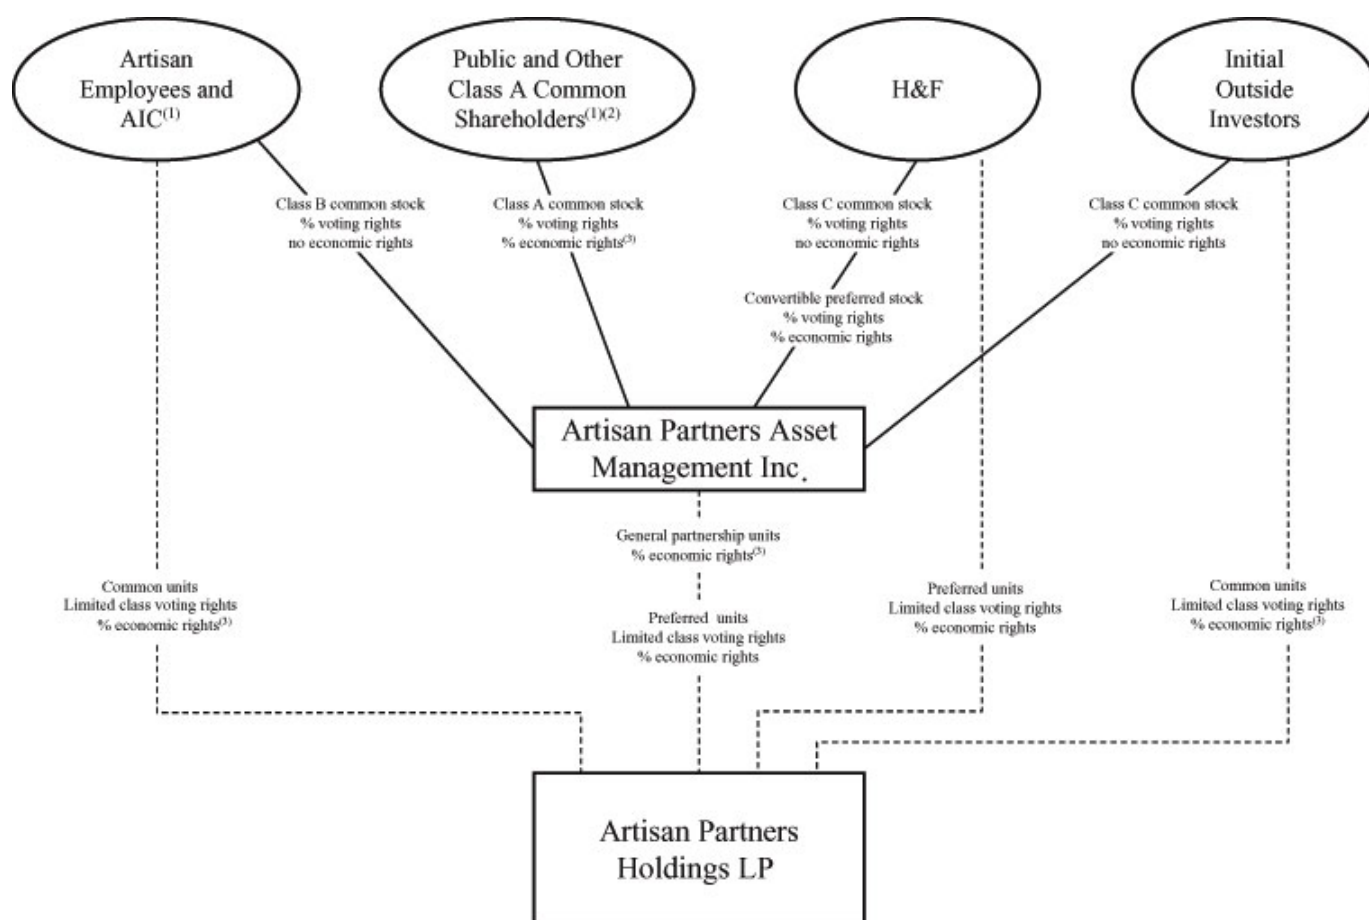 Artisan
Employees and
AIC(1)
Public and Other
Class A Common
Shareholders(1)(2)
H&F
Initial
Outside
Investors
Class B common stock
% voting rights
no economic rights
Class A common stock
% voting rights
% economic rights(3)
Class C common stock
% voting rights
no economic rights
Convertible preferred stock
% voting rights
% economic rights
Class C common stock
% voting rights
no economic rights
Artisan Partners Asset
Management Inc.
General partnership units
% economic rights(3)
Common units
Limited class voting rights
% economic rights(3)
Preferred units
Limited class voting rights
% economic rights
Preferred units
Limited class voting rights
% economic rights
Common units
Limited class voting rights
% economic rights(3)
Artisan Partners
Holdings LP